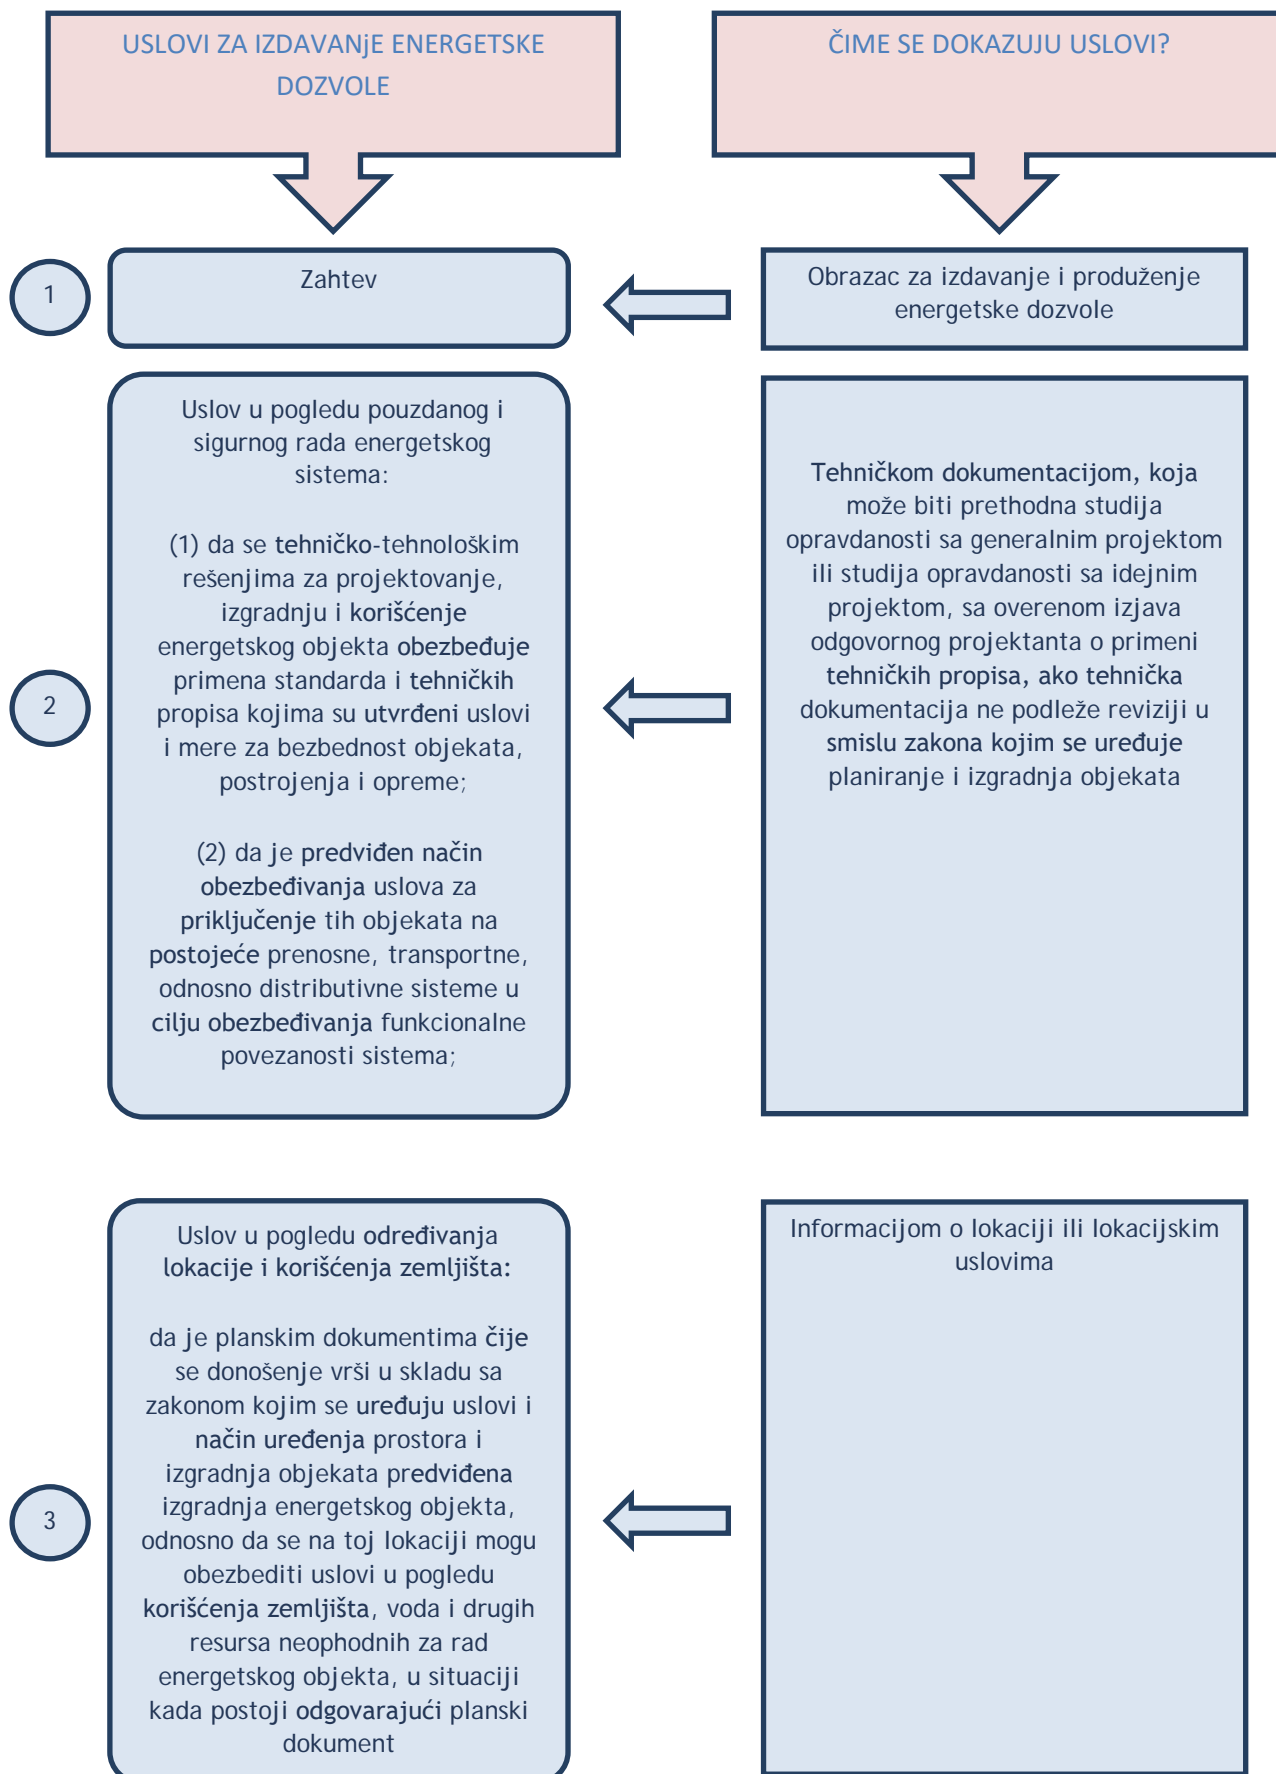 USLOVI ZA IZDAVANjE ENERGETSKE
DOZVOLE
ČIME SE DOKAZUJU USLOVI?
1
Zahtev
Obrazac za izdavanje i produženje
energetske dozvole
2
Uslov u pogledu pouzdanog i
sigurnog rada energetskog
sistema:
(1) da se tehničko-tehnološkim
rešenjima za projektovanje,
izgradnju i korišćenje
energetskog objekta obezbeđuje
primena standarda i tehničkih
propisa kojima su utvrđeni uslovi
i mere za bezbednost objekata,
postrojenja i opreme;
(2) da je predviđen način
obezbeđivanja uslova za
priključenje tih objekata na
postojeće prenosne, transportne,
odnosno distributivne sisteme u
cilju obezbeđivanja funkcionalne
povezanosti sistema;
Tehničkom dokumentacijom, koja
može biti prethodna studija
opravdanosti sa generalnim projektom
ili studija opravdanosti sa idejnim
projektom, sa overenom izjava
odgovornog projektanta o primeni
tehničkih propisa, ako tehnička
dokumentacija ne podleže reviziji u
smislu zakona kojim se uređuje
planiranje i izgradnja objekata
3
Uslov u pogledu određivanja
lokacije i korišćenja zemljišta:
da je planskim dokumentima čije
se donošenje vrši u skladu sa
zakonom kojim se uređuju uslovi i
način uređenja prostora i
izgradnja objekata predviđena
izgradnja energetskog objekta,
odnosno da se na toj lokaciji mogu
obezbediti uslovi u pogledu
korišćenja zemljišta, voda i drugih
resursa neophodnih za rad
energetskog objekta, u situaciji
kada postoji odgovarajući planski
dokument
Informacijom o lokaciji ili lokacijskim
uslovima